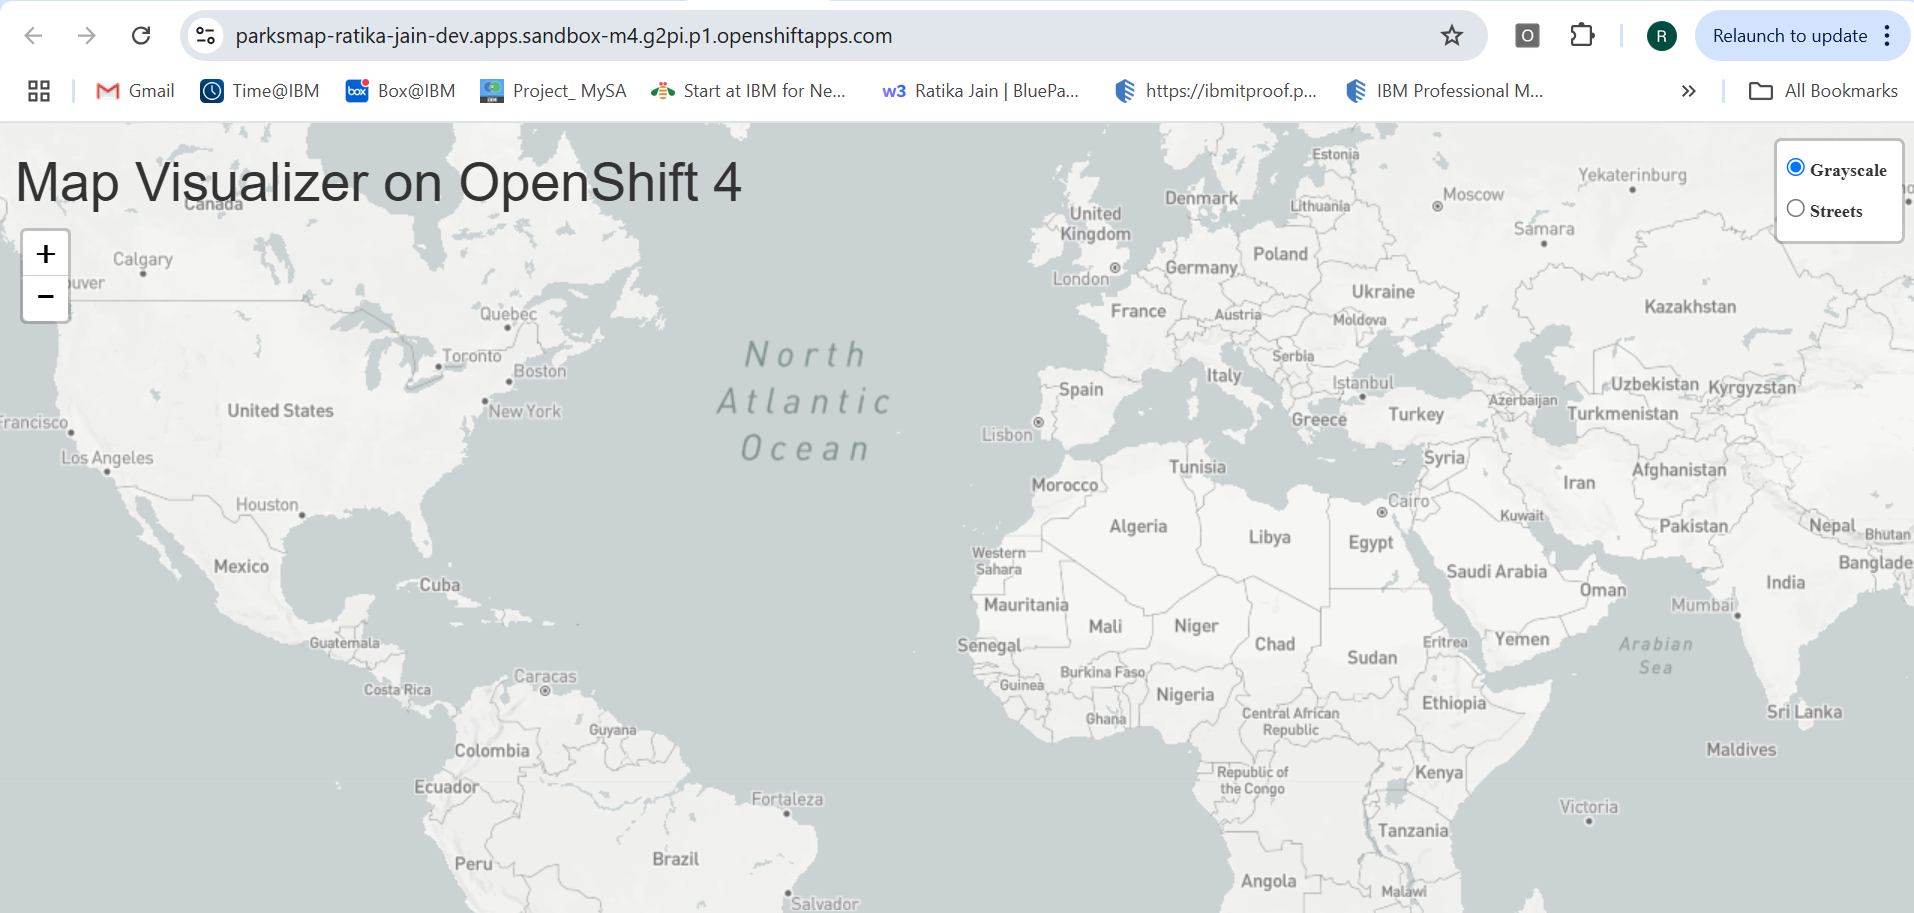 parksmap-ratika-jain-dev.apps.sandbox-m4.g2pi.p1.openshiftapps.com
O
R
Relaunch to update
Gmail
Time@IBM
box
Box@IBM
Project_ MySA
Start at IBM for Ne...
w3
Ratika Jain | BluePa...
https://ibmitproof.p...
IBM Professional M...
»
All Bookmarks
Map Visualizer on OpenShift 4
+
−
Grayscale
Streets
Canada
Calgary
ouver
Quebec
Toronto
Boston
New York
United States
rancisco
Los Angeles
Houston
Mexico
Cuba
Guatemala
Costa Rica
Caracas
Guyana
Colombia
Ecuador
Fortaleza
Peru
Brazil
Salvador
North
Atlantic
Ocean
Estonia
Denmark
Lithuania
Moscow
Yekaterinburg
United
Kingdom
Samara
London
Germany
Poland
France
Austria
Ukraine
Moldova
Kazakhstan
Serbia
Italy
Spain
Istanbul
Lisbon
Greece
Turkey
Azerbaijan
Uzbekistan
Kyrgyzstan
Turkmenistan
Tunisia
Syria
Morocco
Iran
Afghanistan
Cairo
Kuwait
Algeria
Libya
Egypt
Pakistan
Nepal
Bhutan
Western
Sahara
Saudi Arabia
Oman
India
Banglade
Mauritania
Mali
Niger
Chad
Sudan
Eritrea
Yemen
Mumbai
Arabian
Sea
Senegal
Burkina Faso
Guinea
Nigeria
Ghana
Central African
Republic
Ethiopia
Sri Lanka
Maldives
Republic of
the Congo
Kenya
Victoria
Tanzania
Angola
Malawi